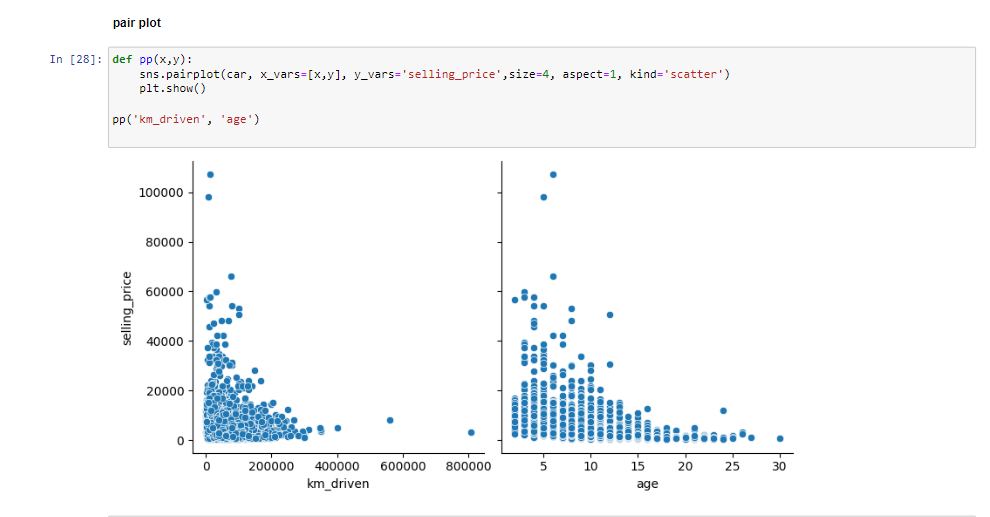 pair plot
In [28]: def pp(x,y):
sns.pairplot(car, x_vars=[x,y], y_vars='selling_price',size=4, aspect=1, kind='scatter')
plt.show()
pp('km_driven', 'age')
100000
80000
60000
40000
20000
0
selling_price
0 200000 400000 600000 800000
km_driven
5 10 15 20 25 30
age